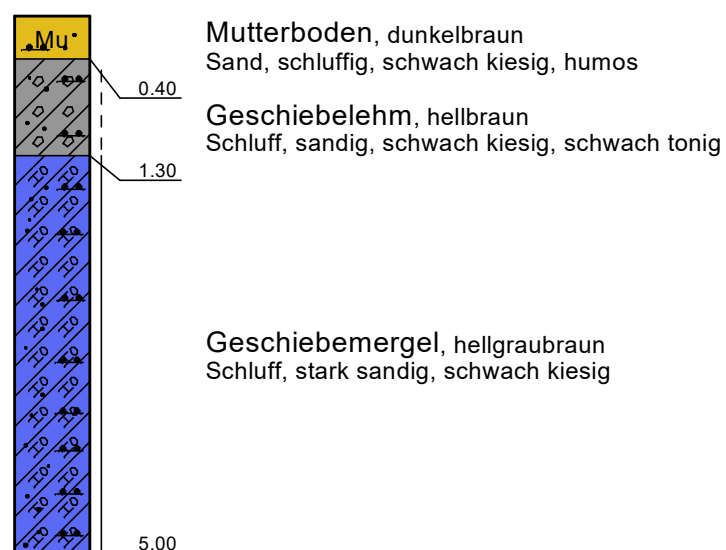 Mu
Mutterboden, dunkelbraun
Sand, schluffig, schwach kiesig, humos
0.40
Geschiebelehm, hellbraun
Schluff, sandig, schwach kiesig, schwach tonig
1.30
Geschiebemergel, hellgraubraun
Schluff, stark sandig, schwach kiesig
5.00